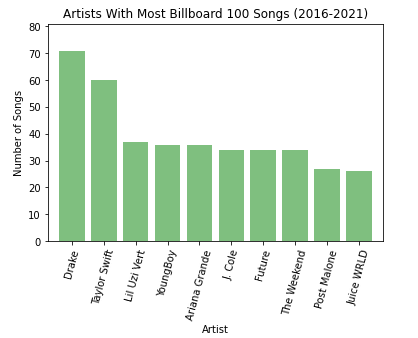 Artists With Most Billboard 100 Songs (2016-2021)
80
70
60
50
40
30
20
10
0
Number of Songs
Drake
Taylor Swift
Lil Uzi Vert
YoungBoy
Ariana Grande
J. Cole
Future
The Weekend
Post Malone
Juice WRLD
Artist